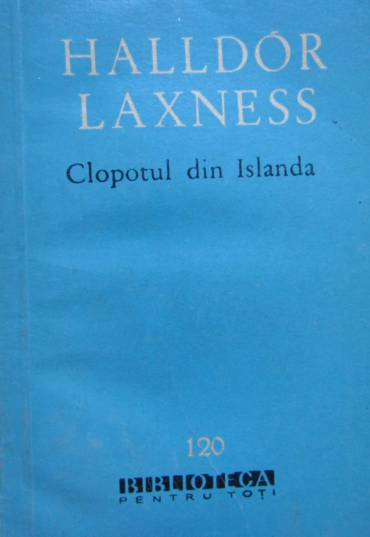 HALLDÓR
LAXNESS
Clopotul din Islanda
120
BIBLIOTECA
PENTRU TOȚI